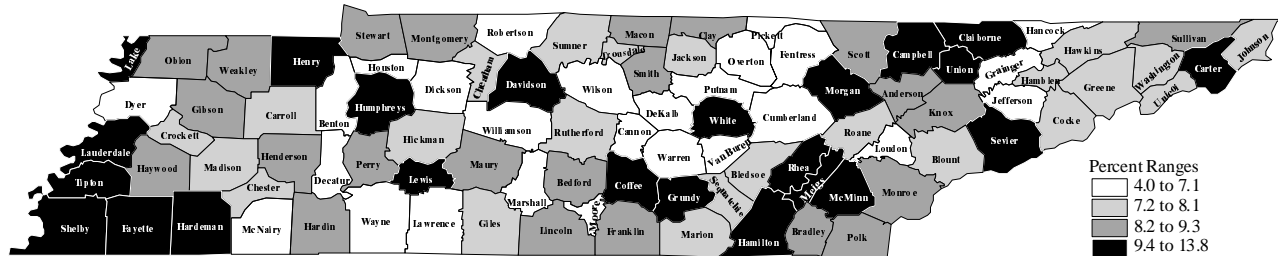 Lake
Obion
Weakley
Henry
Stewart
Montgomery
Robertson
Sumner
Trousdale
Macon
Clay
Pickett
Scott
Campbell
Claiborne
Hancock
Hawkins
Sullivan
Johnson
Houston
Cheatham
Smith
Jackson
Overton
Fentress
Union
Grainger
Hamblen
Washington
Carter
Dyer
Gibson
Carroll
Benton
Humphreys
Dickson
Davidson
Wilson
Putnam
Morgan
Anderson
Knox
Jefferson
Greene
Unicoi
Crockett
Hickman
Williamson
Rutherford
Cannon
DeKalb
White
Cumberland
Roane
Loudon
Blount
Sevier
Cocke
Lauderdale
Haywood
Madison
Henderson
Decatur
Perry
Lewis
Maury
Warren
Van Buren
Bledsoe
Rhea
Meigs
McMinn
Monroe
Tipton
Chester
Bedford
Coffee
Grundy
Sequatchie
Marshall
Moore
Shelby
Fayette
Hardeman
McNairy
Hardin
Wayne
Lawrence
Giles
Lincoln
Franklin
Marion
Hamilton
Bradley
Polk
Percent Ranges
4.0 to 7.1
7.2 to 8.1
8.2 to 9.3
9.4 to 13.8